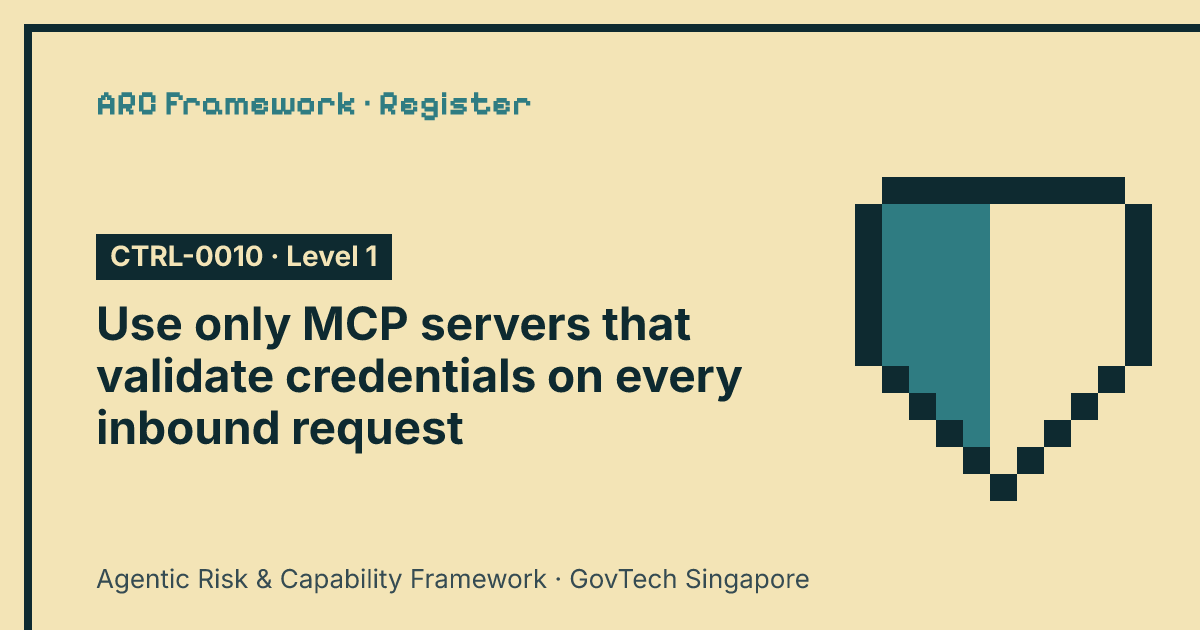 ARC Framework · Register
CTRL-0010 · Level 1
Use only MCP servers that
validate credentials on every
inbound request
Agentic Risk & Capability Framework · GovTech Singapore